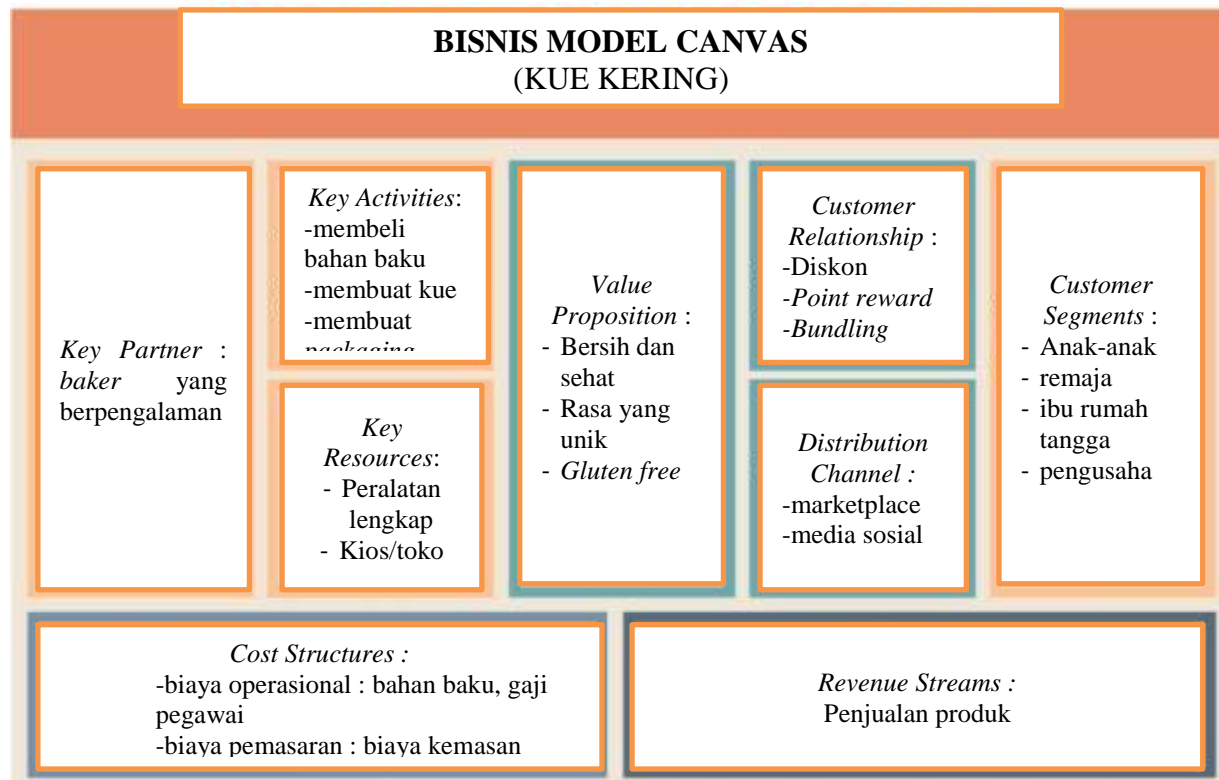 BISNIS MODEL CANVAS
(KUE KERING)
Key Partner :
baker yang
berpengalaman
Key Activities:
-membeli
bahan baku
-membuat kue
-membuat
packaging
Key
Resources:
- Peralatan
lengkap
- Kios/toko
Value
Proposition :
- Bersih dan
sehat
- Rasa yang
unik
- Gluten free
Customer
Relationship :
-Diskon
-Point reward
-Bundling
Distribution
Channel :
-marketplace
-media sosial
Customer
Segments :
- Anak-anak
- remaja
- ibu rumah
tangga
- pengusaha
Cost Structures :
-biaya operasional : bahan baku, gaji
pegawai
-biaya pemasaran : biaya kemasan
Revenue Streams :
Penjualan produk